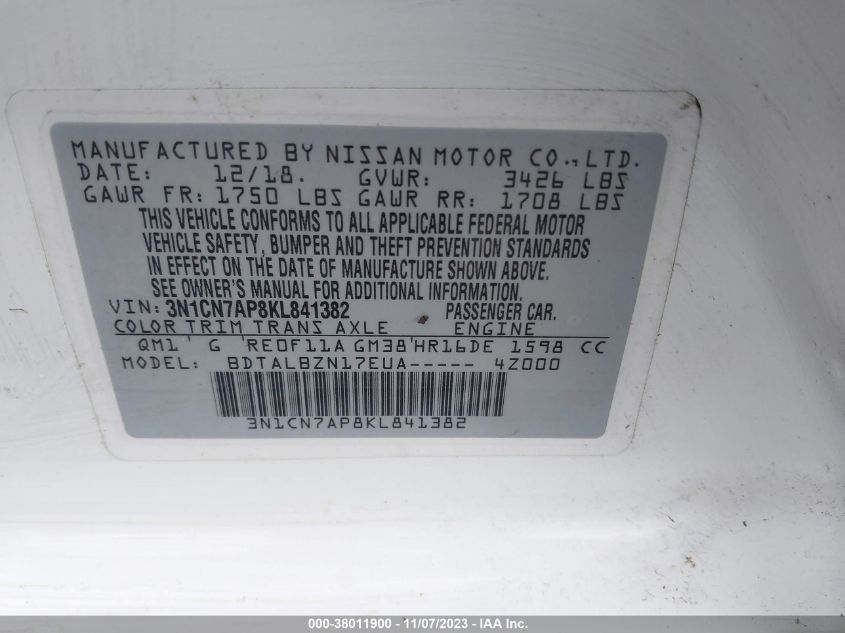 MANUFACTURED BY NISSAN MOTOR CO., LTD.
DATE: 12/18. GVWR: 3426 LBS
GAWR FR: 1750 LBS GAWR RR: 1708 LBS
THIS VEHICLE CONFORMS TO ALL APPLICABLE FEDERAL MOTOR
VEHICLE SAFETY, BUMPER AND THEFT PREVENTION STANDARDS
IN EFFECT ON THE DATE OF MANUFACTURE SHOWN ABOVE.
SEE OWNER'S MANUAL FOR ADDITIONAL INFORMATION.
VIN: 3N1CN7AP8KL841382 PASSENGER CAR.
COLOR TRIM TRANS AXLE ENGINE
QM1' G 'RE0F11A GM38'HR16DE 1598 CC
MODEL: BDTALBZN17EUA----- 4Z000
3N1CN7AP8KL841382
000-38011900 - 11/07/2023 - IAA Inc.